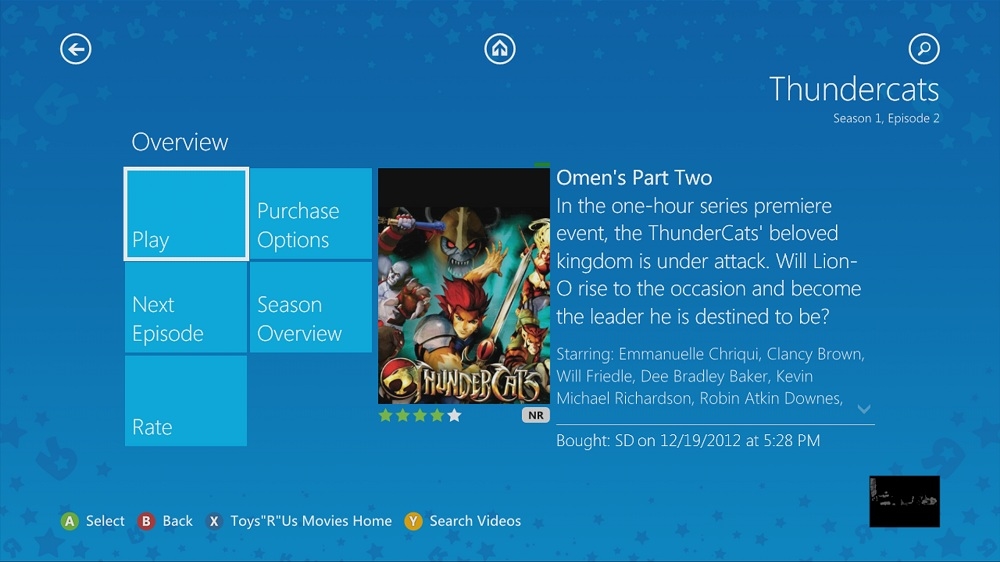 Thundercats
Season 1, Episode 2
Overview
Play
Purchase
Options
Next
Episode
Season
Overview
Rate
THUNDERCATS
NR
Omen's Part Two
In the one-hour series premiere
event, the ThunderCats' beloved
kingdom is under attack. Will Lion-
O rise to the occasion and become
the leader he is destined to be?
Starring: Emmanuelle Chriqui, Clancy Brown,
Will Friedle, Dee Bradley Baker, Kevin
Michael Richardson, Robin Atkin Downes,
Bought: SD on 12/19/2012 at 5:28 PM
A Select B Back X Toys"R"Us Movies Home Y Search Videos